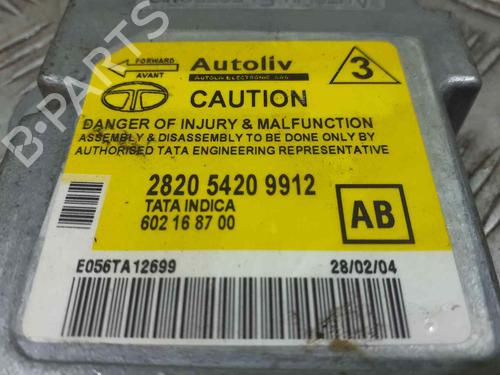 FORWARD
AVANT
Autoliv
AUTOLIV ELECTRONIC SAS
3
CAUTION
DANGER OF INJURY & MALFUNCTION
ASSEMBLY & DISASSEMBLY TO BE DONE ONLY BY
AUTHORISED TATA ENGINEERING REPRESENTATIVE
2820 5420 9912
TATA INDICA
602 16 87 00
AB
E056TA12699
28/02/04
B-PARTS